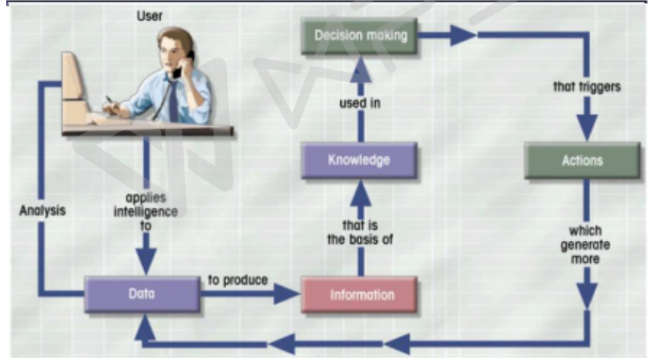 User
Decision making
used in
that triggers
Knowledge
Actions
Analysis
applies
intelligence
to
that is
the basis of
which
generate
more
to produce
Data
Information